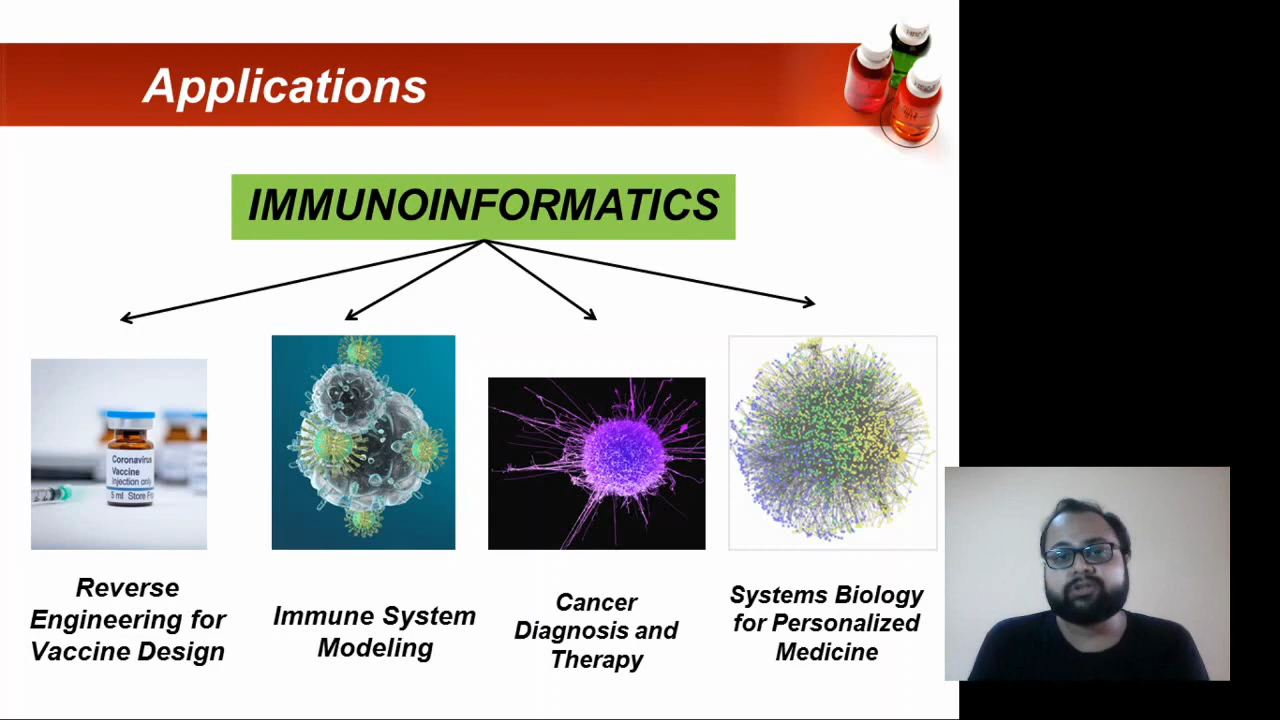 Applications
IMMUNOINFORMATICS
Coronavirus
Vaccine
Injection only
5 ml Store
Reverse
Engineering for
Vaccine Design
Immune System
Modeling
Cancer
Diagnosis and
Therapy
Systems Biology
for Personalized
Medicine